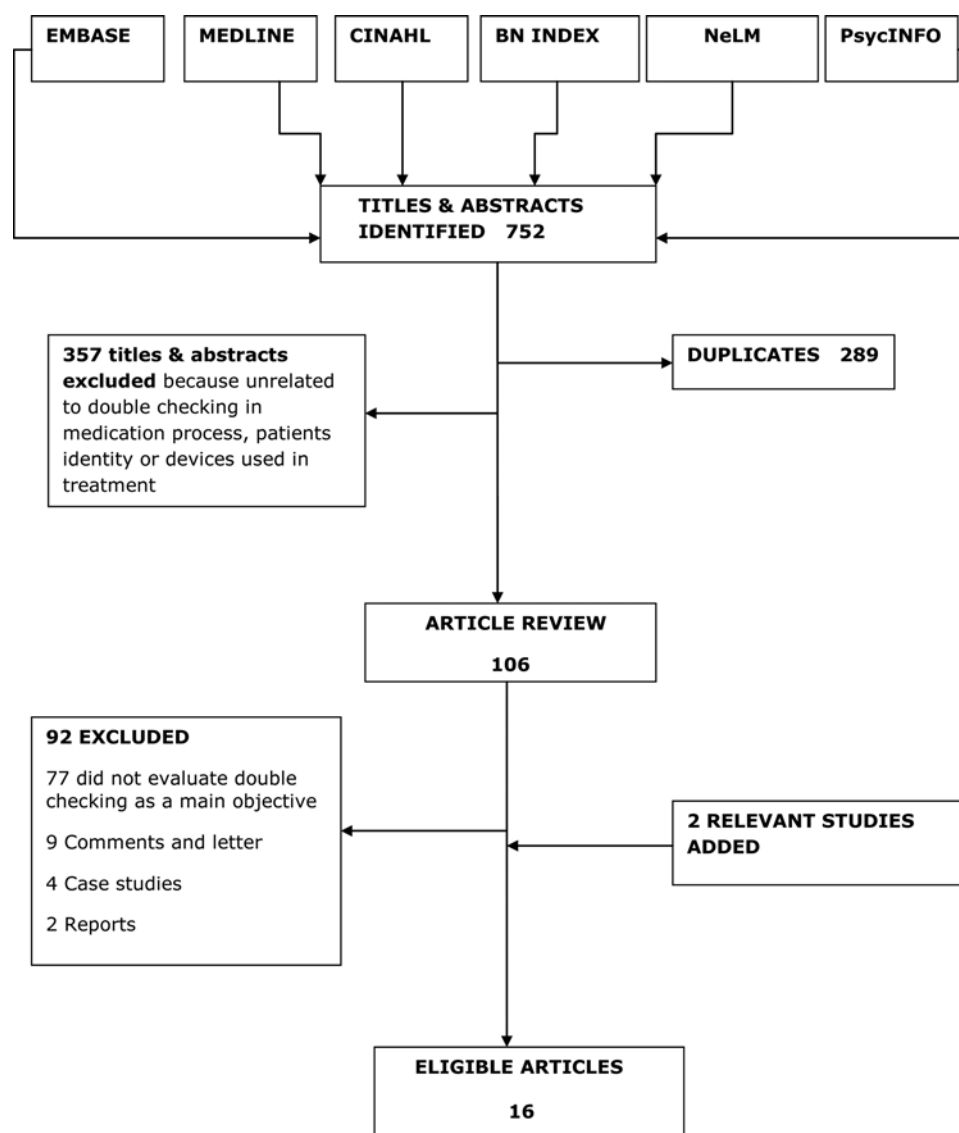 EMBASE
MEDLINE
CINAHL
BN INDEX
NeLM
PsycINFO
TITLES & ABSTRACTS
IDENTIFIED 752
357 titles & abstracts
excluded because unrelated
to double checking in
medication process, patients
identity or devices used in
treatment
DUPLICATES 289
ARTICLE REVIEW
106
92 EXCLUDED
77 did not evaluate double
checking as a main objective
9 Comments and letter
4 Case studies
2 Reports
2 RELEVANT STUDIES
ADDED
ELIGIBLE ARTICLES
16